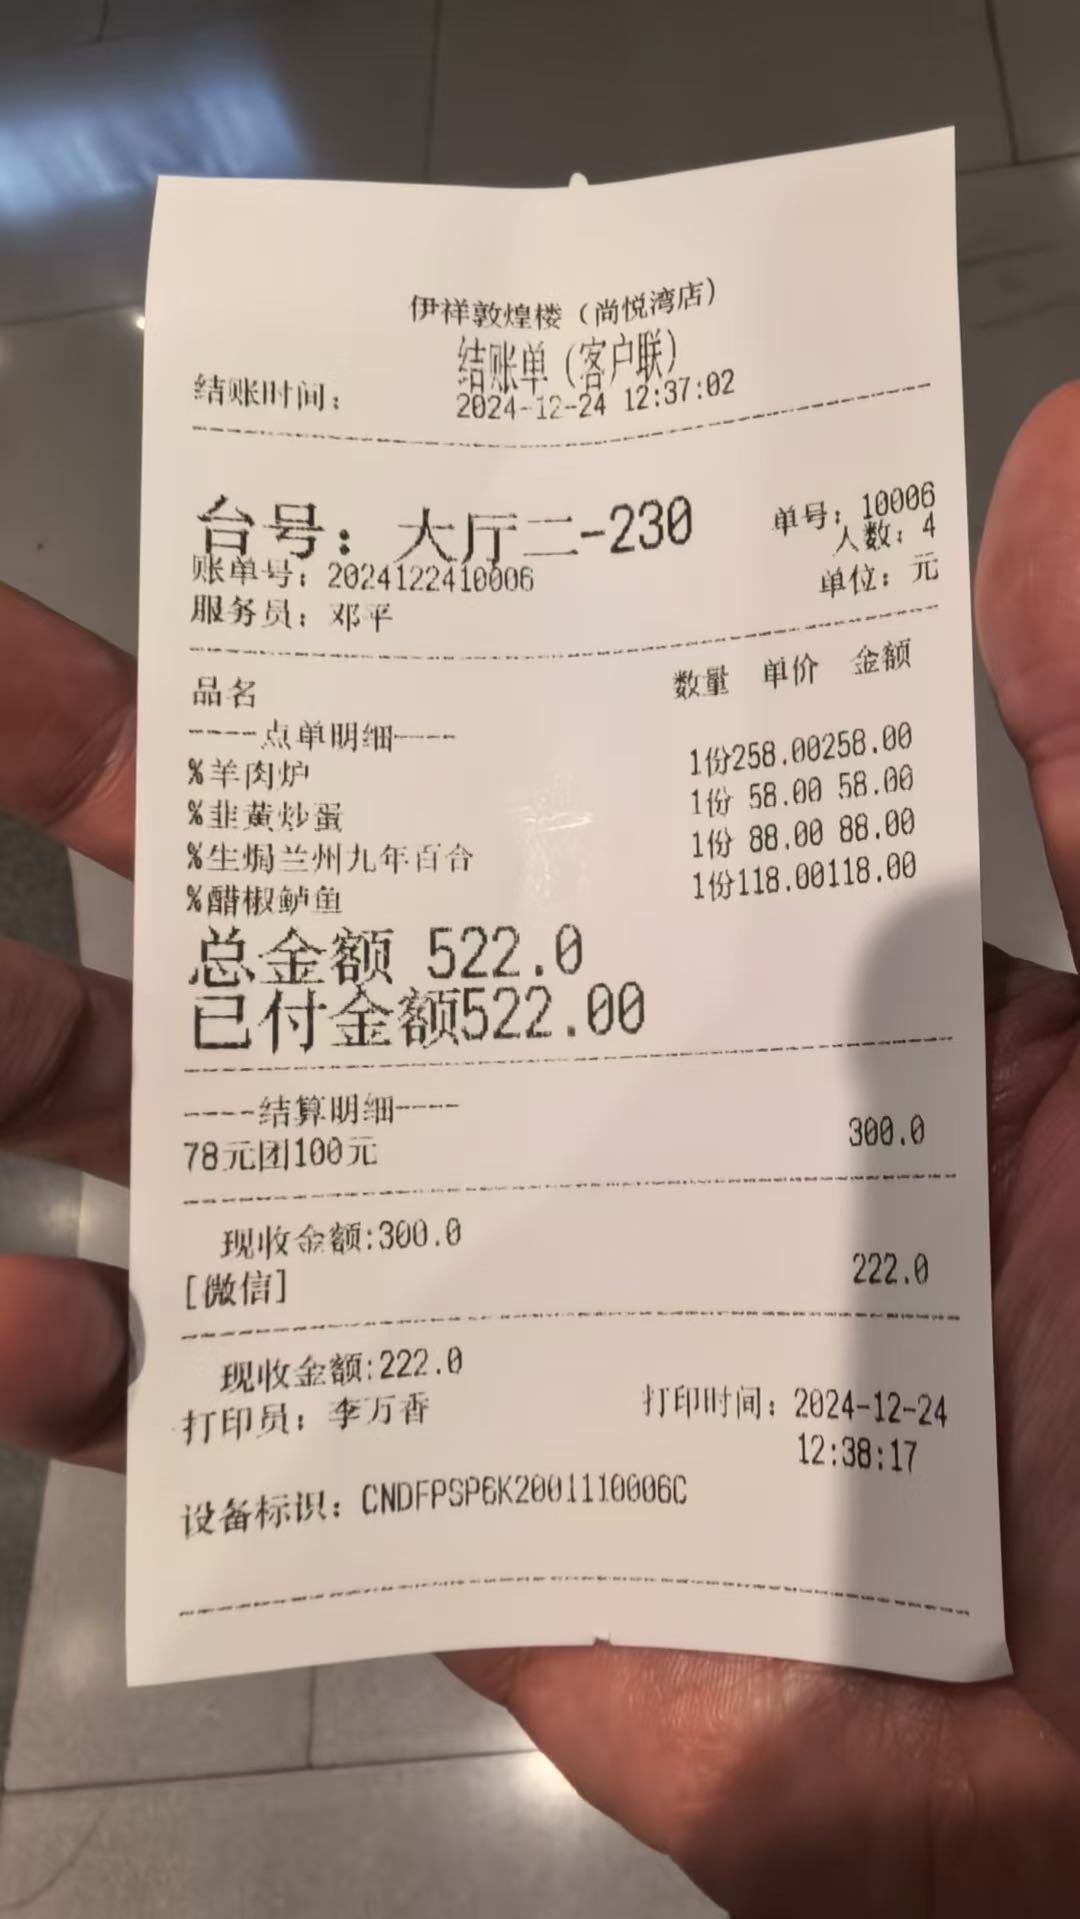 伊祥敦煌楼（尚悦湾店）
结账单（客户联）
结账时间： 2024-12-24 12:37:02
台号：大厅二-230 单号：10006
人数：4
账单号：2024122410006 单位：元
服务员：邓平
品名 数量 单价 金额
----点单明细----
%羊肉炉 1份258.00258.00
%韭黄炒蛋 1份 58.00 58.00
%生焗兰州九年百合 1份 88.00 88.00
%醋椒鲈鱼 1份118.00118.00
总金额 522.0
已付金额522.00
----结算明细----
78元团100元 300.0
现收金额:300.0
[微信] 222.0
现收金额:222.0
打印员：李万香 打印时间：2024-12-24
12:38:17
设备标识：CNDFPSP6K2001110006C